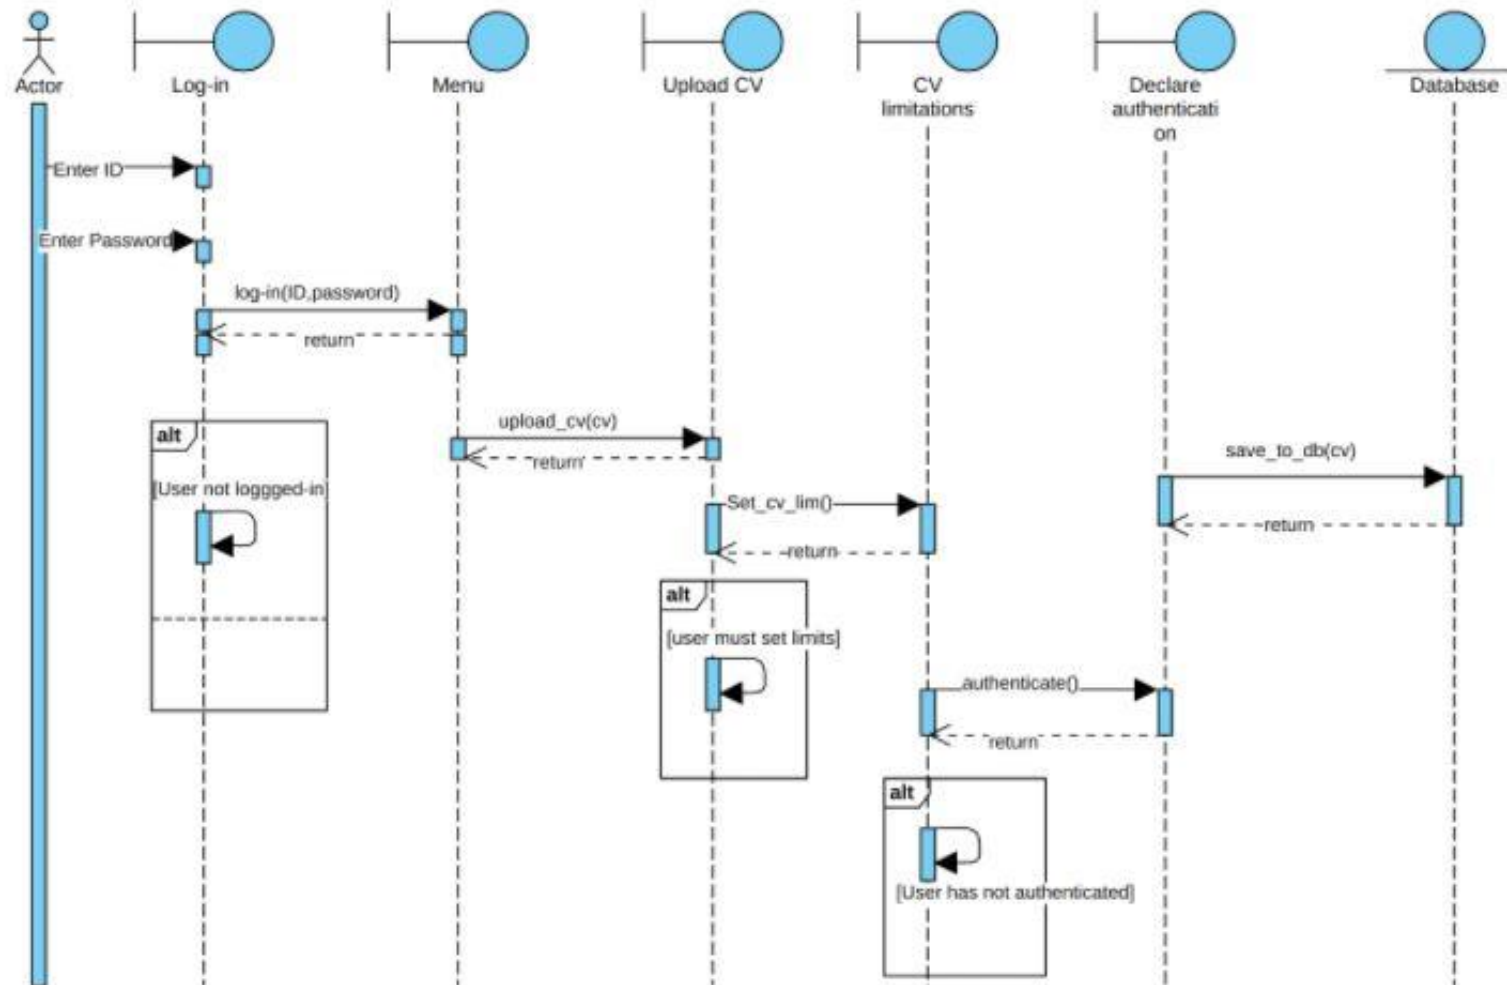 Actor
Log-in
Menu
Upload CV
CV
limitations
Declare
authenticati
on
Database
Enter ID
Enter Password
log-in(ID,password)
return
alt
[User not loggged-in]
upload_cv(cv)
return
save_to_db(cv)
return
Set_cv_lim()
return
alt
[user must set limits]
authenticate()
return
alt
[User has not authenticated]